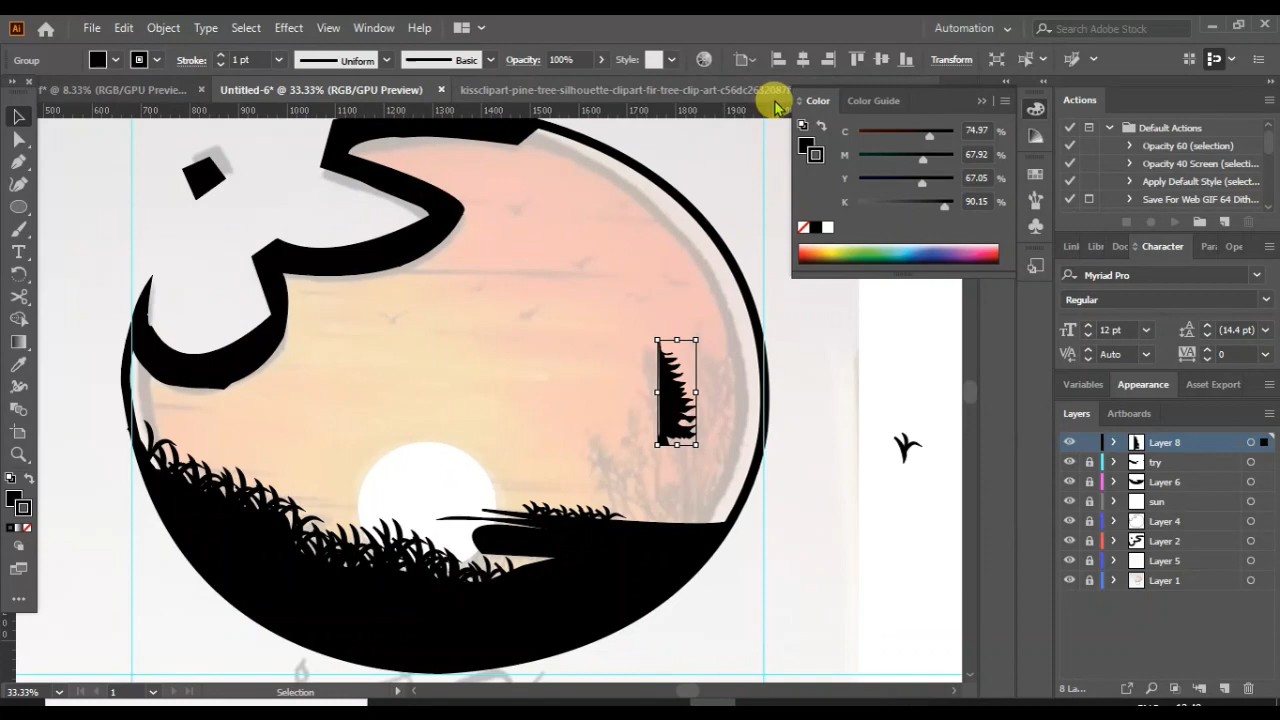 File Edit Object Type Select Effect View Window Help Automation Search Adobe Stock
Group Stroke: 1 pt Uniform Basic Opacity: 100% Style: Transform
f* @ 8.33% (RGB/GPU Preview... × Untitled-6* @ 33.33% (RGB/GPU Preview) × kissclipart-pine-tree-silhouette-clipart-fir-tree-clip-art-c56dc2632087f
500 600 700 800 900 1000 1100 1200 1300 1400 1500 1600 1700 1800 1900
Color Color Guide
C 74.97 %
M 67.92 %
Y 67.05 %
K 90.15 %
Actions
Default Actions
Opacity 60 (selection)
Opacity 40 Screen (selecti...
Apply Default Style (select...
Save For Web GIF 64 Dith...
Linl Libr Doc Character Par Ope
Myriad Pro
Regular
12 pt (14.4 pt)
Auto 0
Variables Appearance Asset Export
Layers Artboards
Layer 8
try
Layer 6
sun
Layer 4
Layer 2
Layer 5
Layer 1
8 La...
33.33% 1 Selection